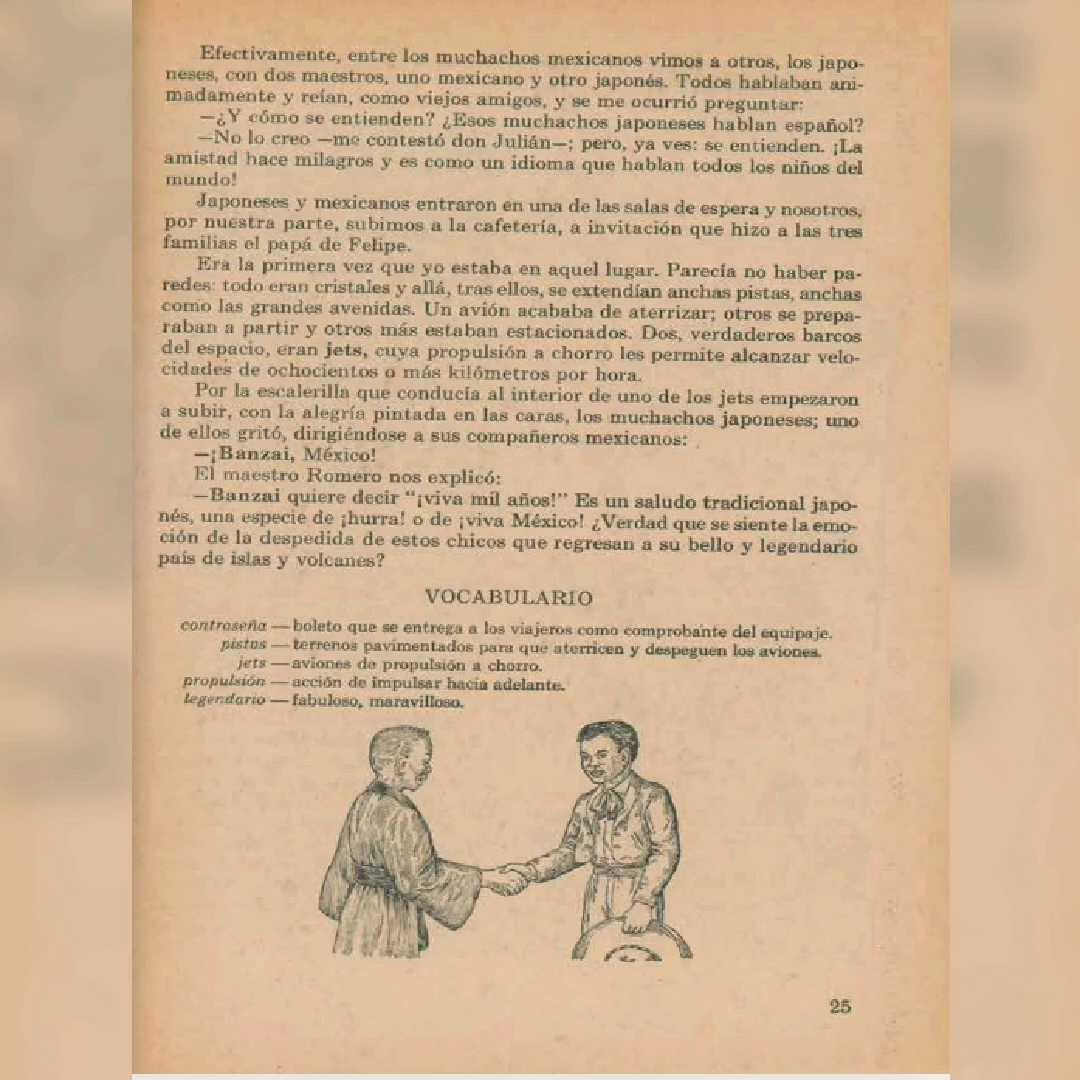 Efectivamente, entre los muchachos mexicanos vimos a otros, los japo-
neses, con dos maestros, uno mexicano y otro japonés. Todos hablaban ani-
madamente y reían, como viejos amigos, y se me ocurrió preguntar:
—¿Y cómo se entienden? ¿Esos muchachos japoneses hablan español?
—No lo creo —me contestó don Julián—; pero, ya ves: se entienden. ¡La
amistad hace milagros y es como un idioma que hablan todos los niños del
mundo!
Japoneses y mexicanos entraron en una de las salas de espera y nosotros,
por nuestra parte, subimos a la cafetería, a invitación que hizo a las tres
familias el papá de Felipe.
Era la primera vez que yo estaba en aquel lugar. Parecía no haber pa-
redes: todo eran cristales y allá, tras ellos, se extendían anchas pistas, anchas
como las grandes avenidas. Un avión acababa de aterrizar; otros se prepa-
raban a partir y otros más estaban estacionados. Dos, verdaderos barcos
del espacio, eran jets, cuya propulsión a chorro les permite alcanzar velo-
cidades de ochocientos o más kilómetros por hora.
Por la escalerilla que conducía al interior de uno de los jets empezaron
a subir, con la alegría pintada en las caras, los muchachos japoneses; uno
de ellos gritó, dirigiéndose a sus compañeros mexicanos:
—¡Banzai, México!
El maestro Romero nos explicó:
—Banzai quiere decir “¡viva mil años!” Es un saludo tradicional japo-
nés, una especie de ¡hurra! o de ¡viva México! ¿Verdad que se siente la emo-
ción de la despedida de estos chicos que regresan a su bello y legendario
país de islas y volcanes?
VOCABULARIO
contraseña — boleto que se entrega a los viajeros como comprobante del equipaje.
pistas — terrenos pavimentados para que aterricen y despeguen los aviones.
jets — aviones de propulsión a chorro.
propulsión — acción de impulsar hacia adelante.
legendario — fabuloso, maravilloso.
25